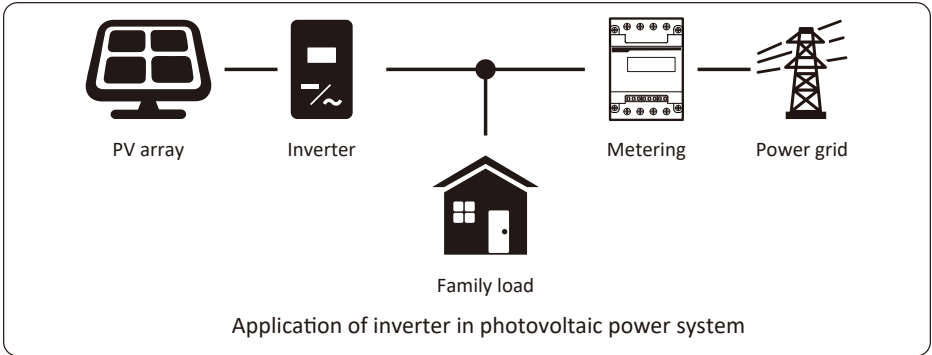 PV array
Inverter
Metering
Power grid
Family load
Application of inverter in photovoltaic power system